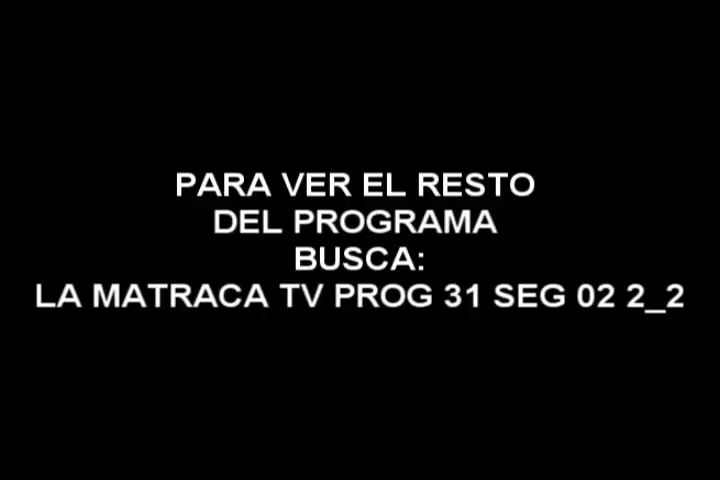 PARA VER EL RESTO
DEL PROGRAMA
BUSCA:
LA MATRACA TV PROG 31 SEG 02 2_2